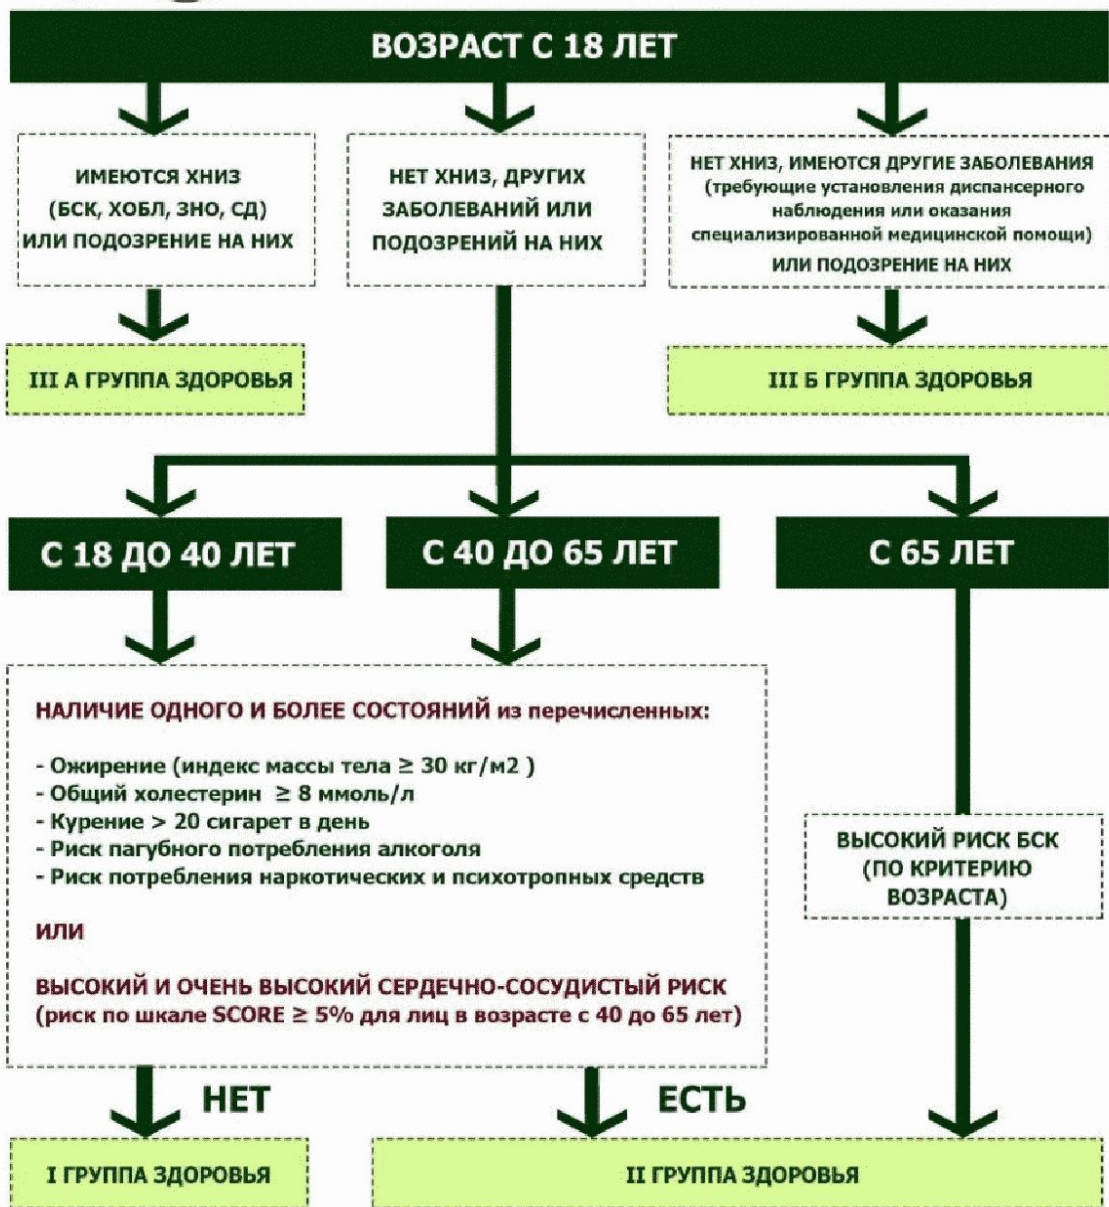 ВОЗРАСТ С 18 ЛЕТ
ИМЕЮТСЯ ХНИЗ
(БСК, ХОБЛ, ЗНО, СД)
ИЛИ ПОДОЗРЕНИЕ НА НИХ
НЕТ ХНИЗ, ДРУГИХ
ЗАБОЛЕВАНИЙ ИЛИ
ПОДОЗРЕНИЙ НА НИХ
НЕТ ХНИЗ, ИМЕЮТСЯ ДРУГИЕ ЗАБОЛЕВАНИЯ
(требующие установления диспансерного
наблюдения или оказания
специализированной медицинской помощи)
ИЛИ ПОДОЗРЕНИЕ НА НИХ
III А ГРУППА ЗДОРОВЬЯ
III Б ГРУППА ЗДОРОВЬЯ
С 18 ДО 40 ЛЕТ
С 40 ДО 65 ЛЕТ
С 65 ЛЕТ
НАЛИЧИЕ ОДНОГО И БОЛЕЕ СОСТОЯНИЙ из перечисленных:
- Ожирение (индекс массы тела ≥ 30 кг/м2 )
- Общий холестерин ≥ 8 ммоль/л
- Курение > 20 сигарет в день
- Риск пагубного потребления алкоголя
- Риск потребления наркотических и психотропных средств
ИЛИ
ВЫСОКИЙ И ОЧЕНЬ ВЫСОКИЙ СЕРДЕЧНО-СОСУДИСТЫЙ РИСК
(риск по шкале SCORE ≥ 5% для лиц в возрасте с 40 до 65 лет)
ВЫСОКИЙ РИСК БСК
(ПО КРИТЕРИЮ
ВОЗРАСТА)
НЕТ
ЕСТЬ
I ГРУППА ЗДОРОВЬЯ
II ГРУППА ЗДОРОВЬЯ